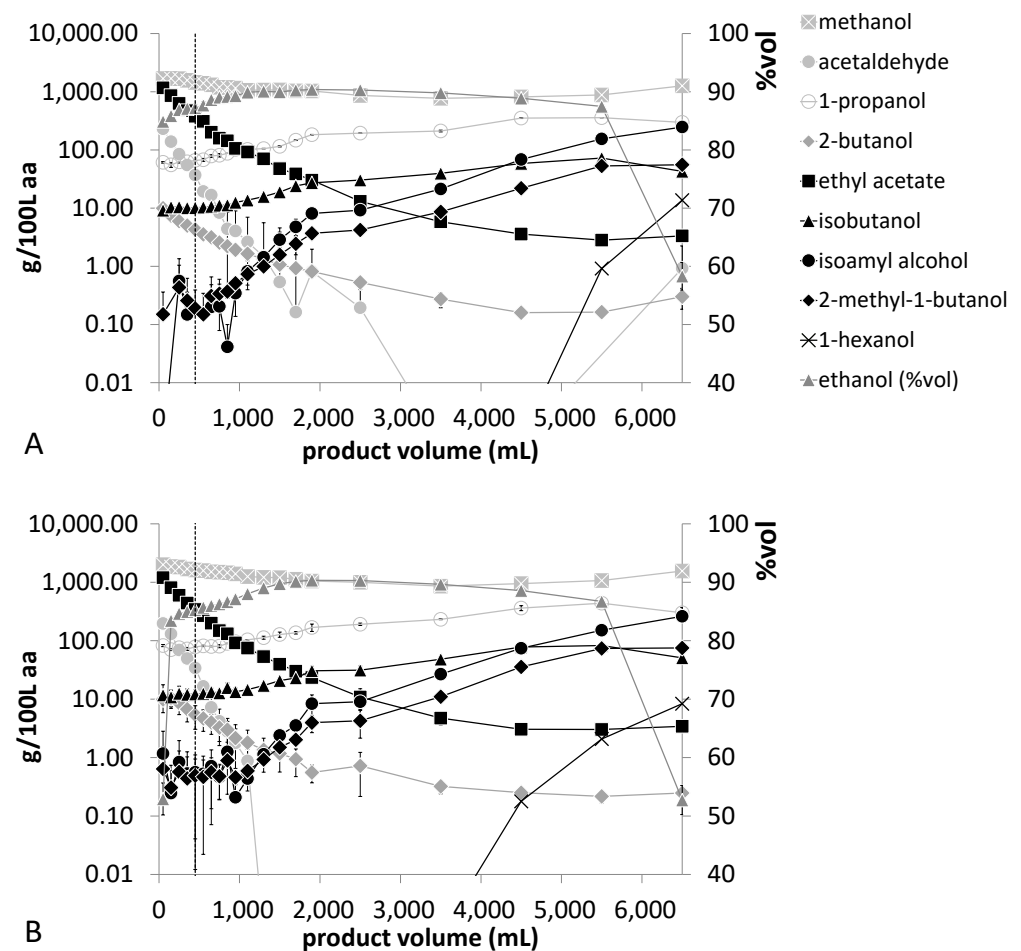 10,000.00
1,000.00
100.00
10.00
1.00
0.10
0.01
g/100L aa
100
90
80
70
60
50
40
%vol
0 1,000 2,000 3,000 4,000 5,000 6,000
product volume (mL)
A
methanol
acetaldehyde
1-propanol
2-butanol
ethyl acetate
isobutanol
isoamyl alcohol
2-methyl-1-butanol
1-hexanol
ethanol (%vol)
10,000.00
1,000.00
100.00
10.00
1.00
0.10
0.01
g/100L aa
100
90
80
70
60
50
40
%vol
0 1,000 2,000 3,000 4,000 5,000 6,000
product volume (mL)
B